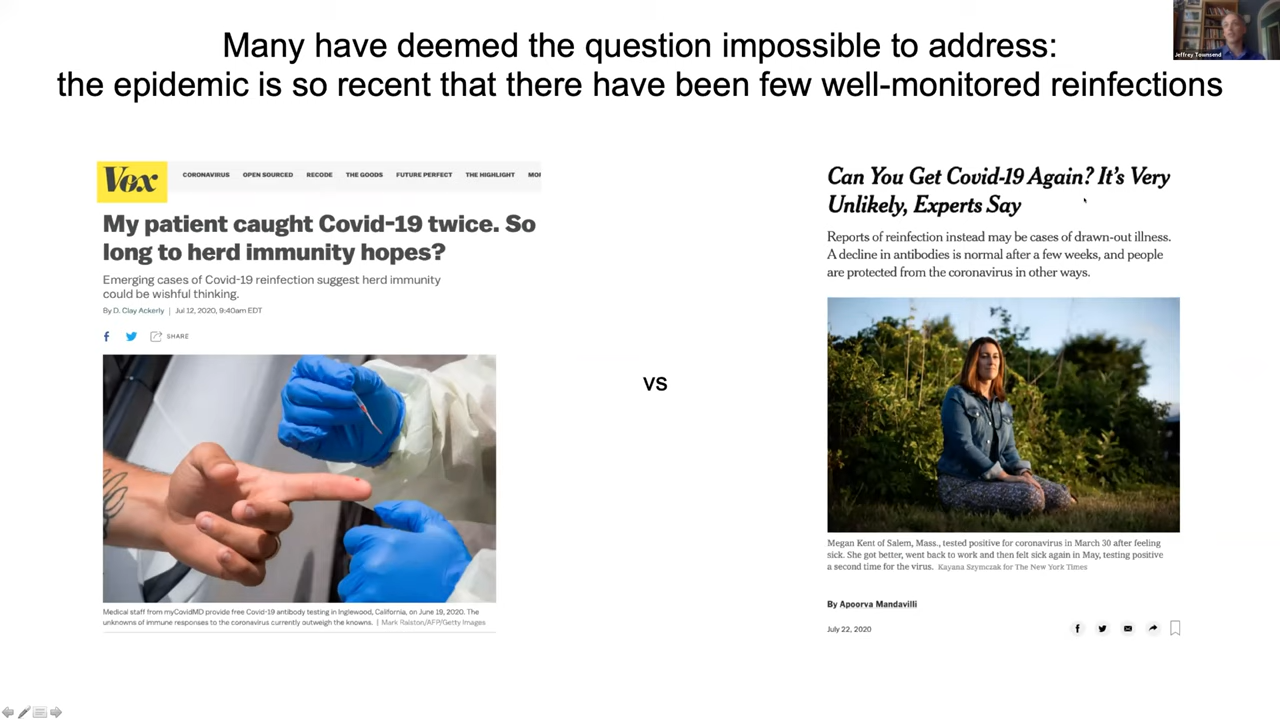 Many have deemed the question impossible to address:
the epidemic is so recent that there have been few well-monitored reinfections
Jeffrey Townsend
Vox
CORONAVIRUS OPEN SOURCED RECODE THE GOODS FUTURE PERFECT THE HIGHLIGHT
My patient caught Covid-19 twice. So
long to herd immunity hopes?
Emerging cases of Covid-19 reinfection suggest herd immunity
could be wishful thinking.
By D. Clay Ackerly | Jul 12, 2020, 9:40am EDT
SHARE
Medical staff from myCovidMD provide free Covid-19 antibody testing in Inglewood, California, on June 19, 2020. The
unknowns of immune responses to the coronavirus currently outweigh the knowns. | Mark Ralston/AFP/Getty Images
vs
Can You Get Covid-19 Again? It's Very
Unlikely, Experts Say
Reports of reinfection instead may be cases of drawn-out illness.
A decline in antibodies is normal after a few weeks, and people
are protected from the coronavirus in other ways.
Megan Kent of Salem, Mass., tested positive for coronavirus in March 30 after feeling
sick. She got better, went back to work and then felt sick again in May, testing positive
a second time for the virus. Kayana Szymczak for The New York Times
By Apoorva Mandavilli
July 22, 2020